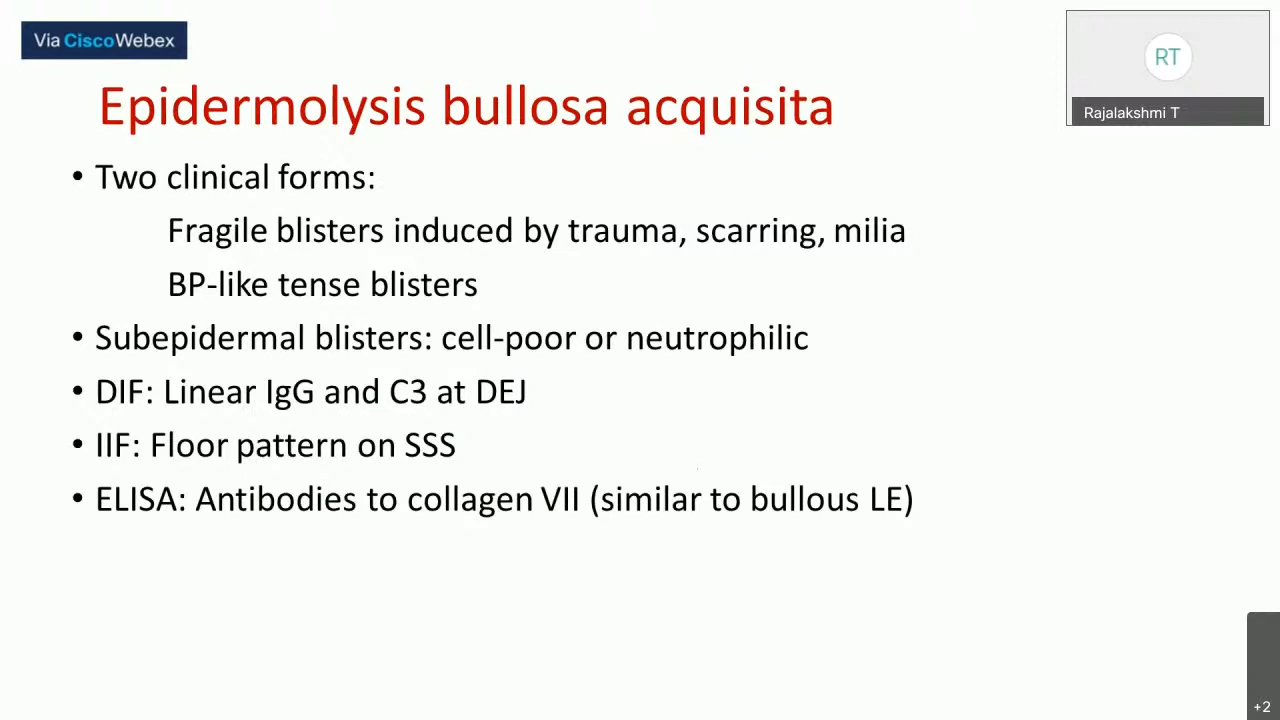 Via CiscoWebex
RT
Rajalakshmi T
Epidermolysis bullosa acquisita
• Two clinical forms:
Fragile blisters induced by trauma, scarring, milia
BP-like tense blisters
• Subepidermal blisters: cell-poor or neutrophilic
• DIF: Linear IgG and C3 at DEJ
• IIF: Floor pattern on SSS
• ELISA: Antibodies to collagen VII (similar to bullous LE)
+2